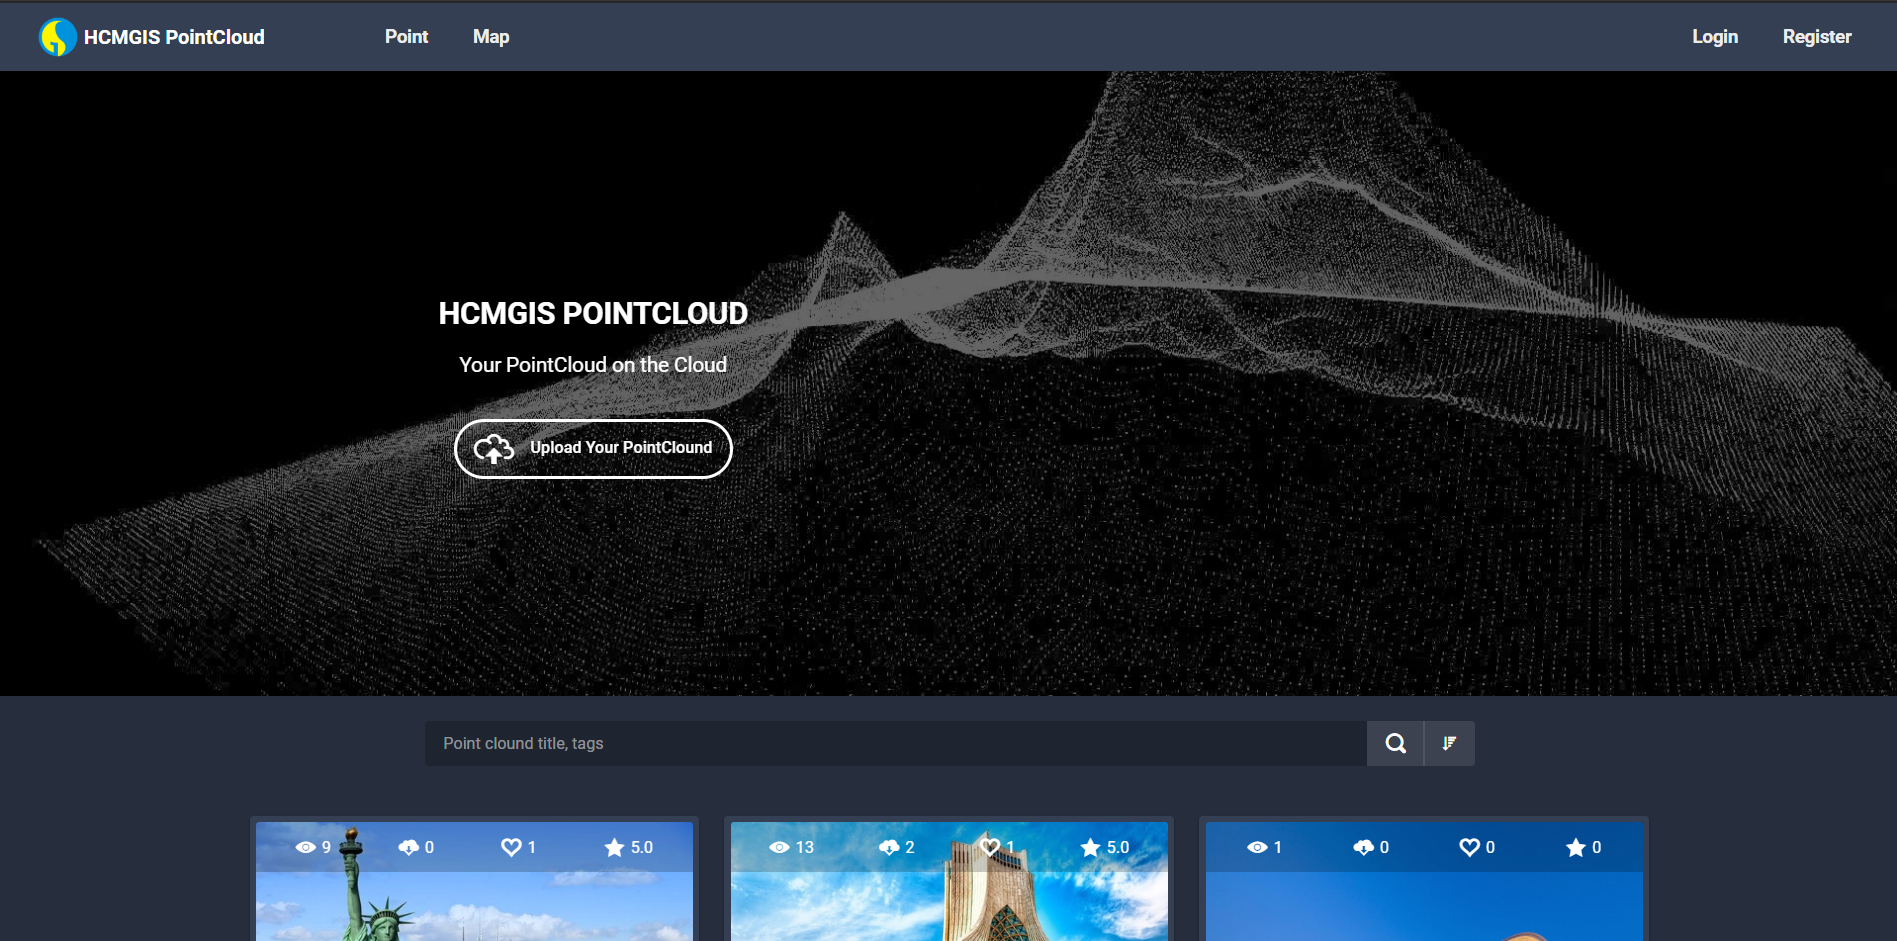 HCMGIS PointCloud
Point
Map
Login
Register
HCMGIS POINTCLOUD
Your PointCloud on the Cloud
Upload Your PointClound
Point clound title, tags
9
0
1
5.0
13
2
1
5.0
1
0
0
0